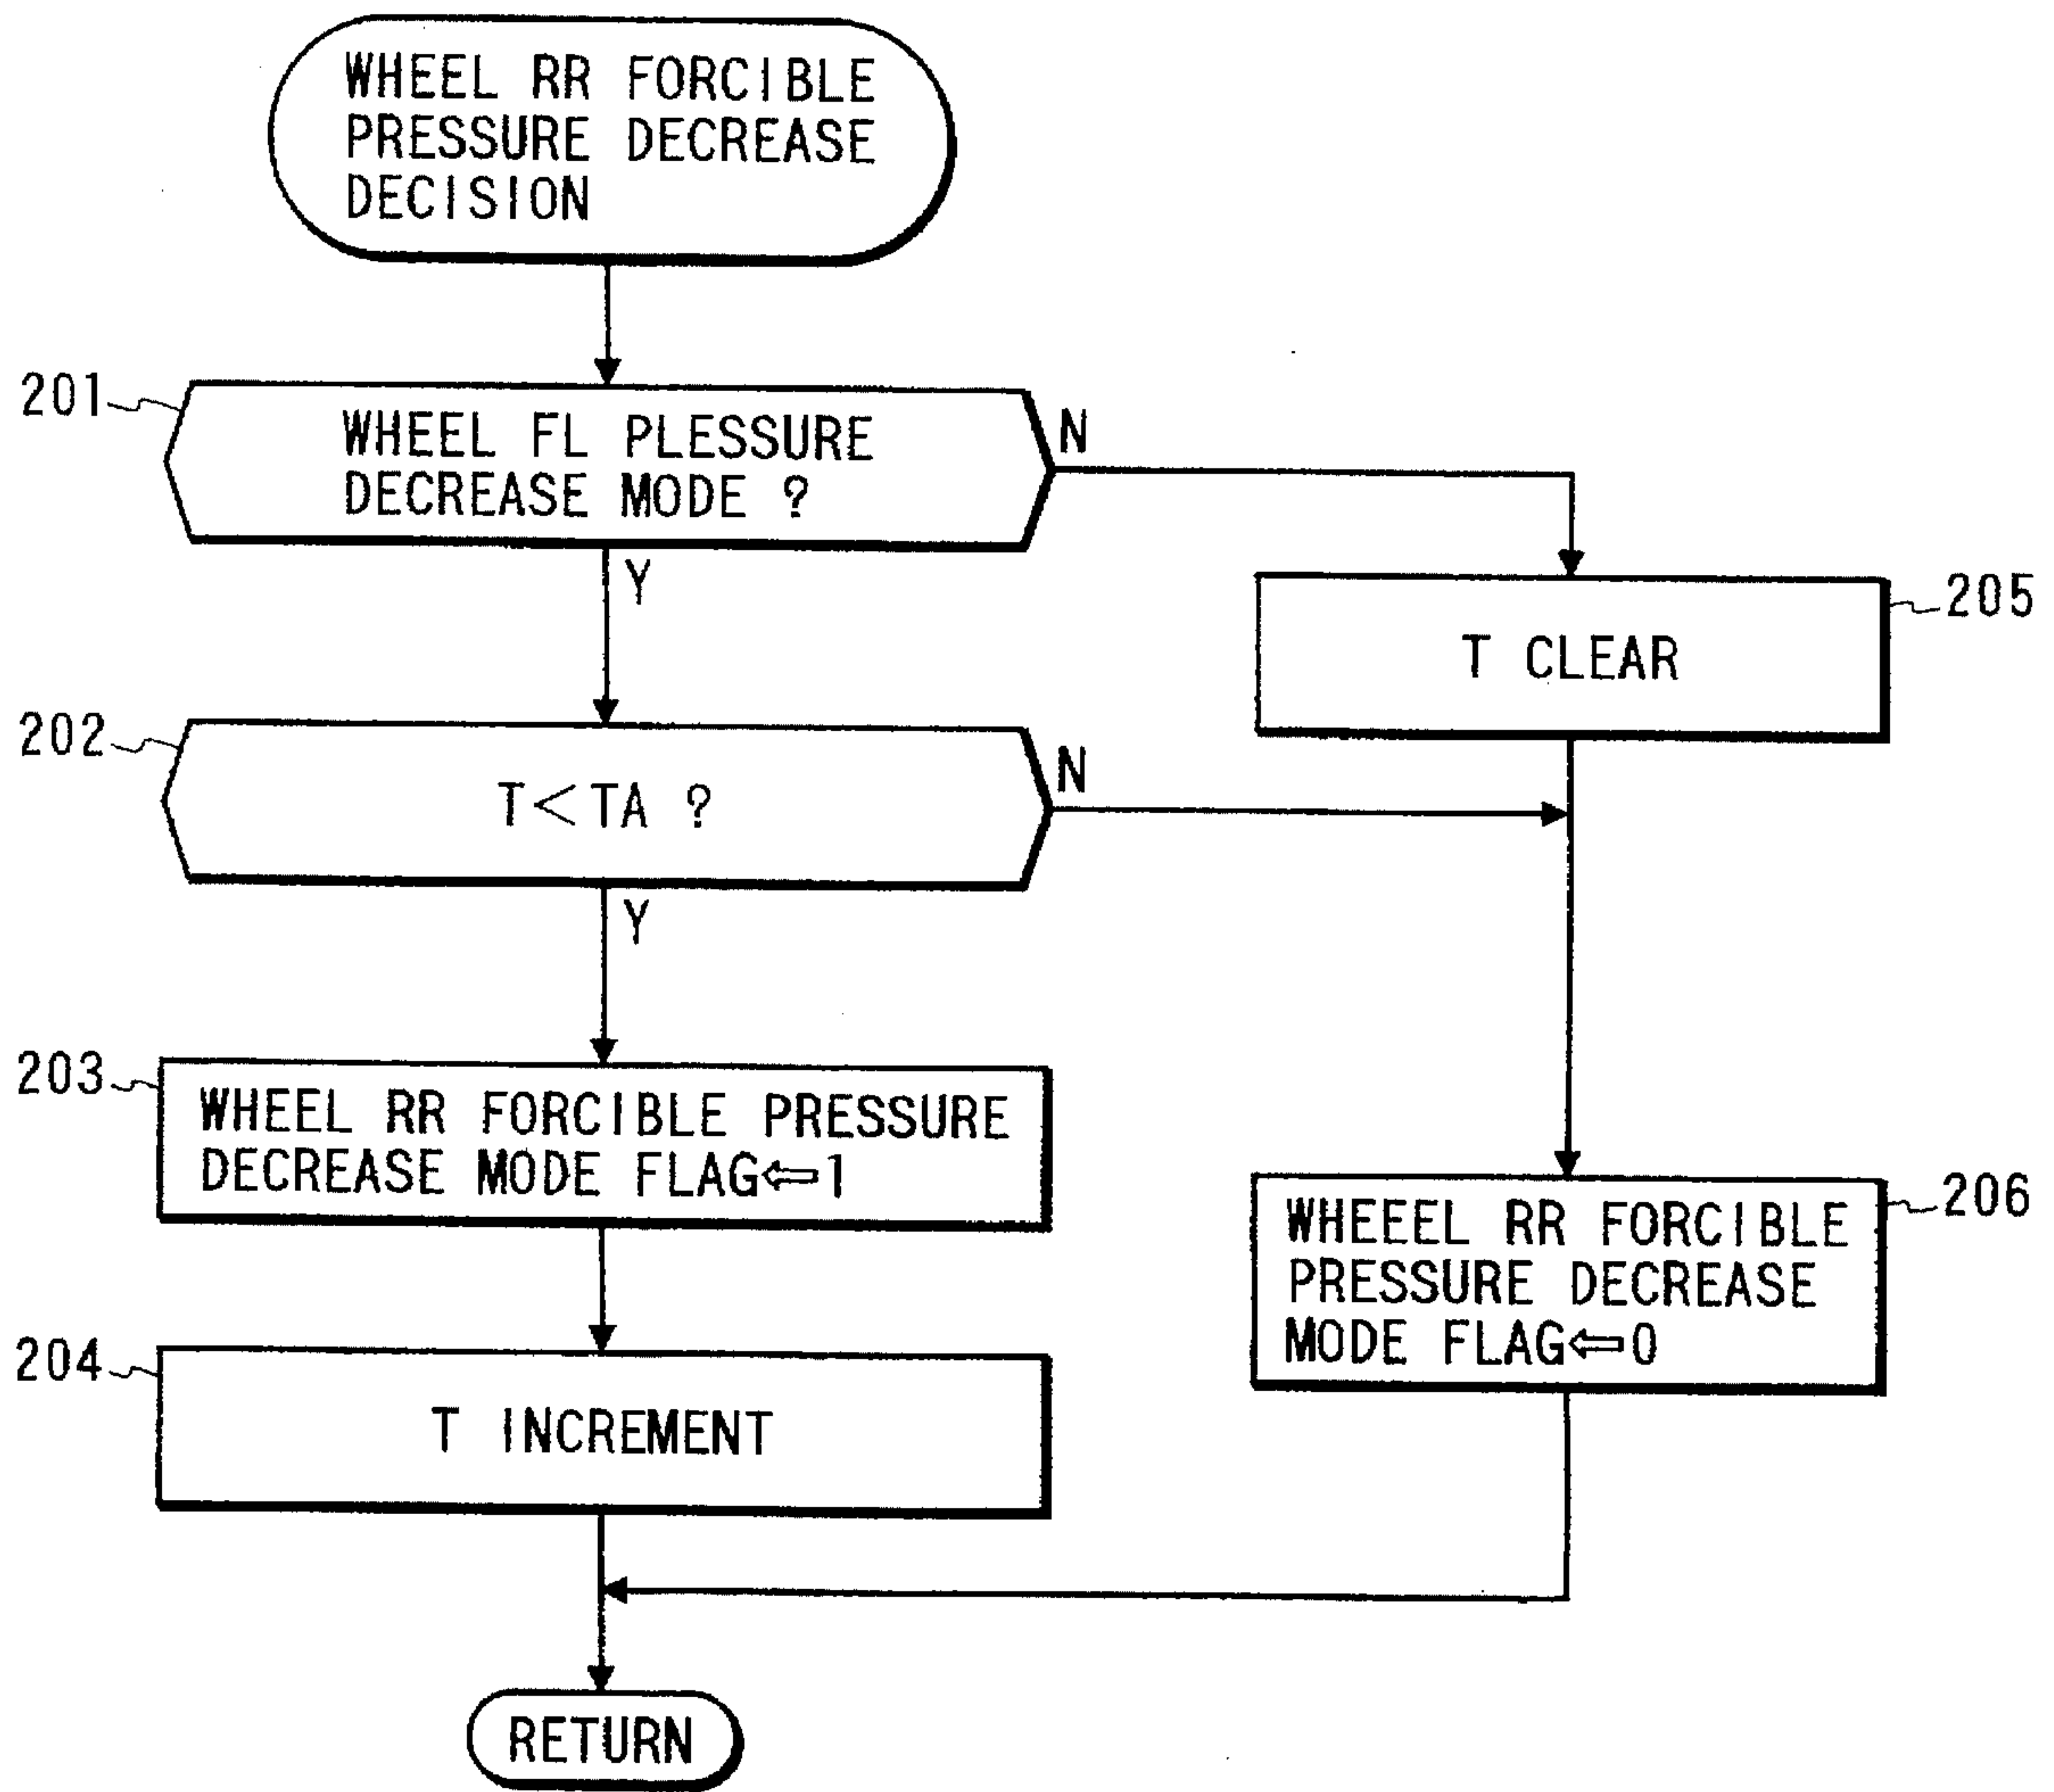 WHEEL RR FORCIBLE
PRESSURE DECREASE
DECISION
201
WHEEL FL PLESSURE
DECREASE MODE ?
N
Y
T CLEAR
205
202
T<TA ?
N
Y
203
WHEEL RR FORCIBLE PRESSURE
DECREASE MODE FLAG⇐1
WHEEEL RR FORCIBLE
PRESSURE DECREASE
MODE FLAG⇐0
206
204
T INCREMENT
RETURN